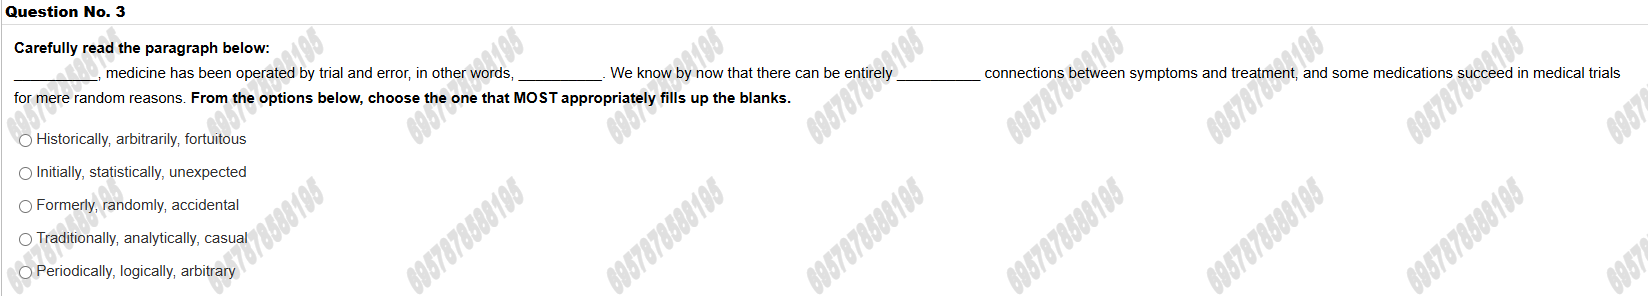 Question No. 3
Carefully read the paragraph below:
__________, medicine has been operated by trial and error, in other words, __________. We know by now that there can be entirely __________ connections between symptoms and treatment, and some medications succeed in medical trials
for mere random reasons. From the options below, choose the one that MOST appropriately fills up the blanks.
Historically, arbitrarily, fortuitous
Initially, statistically, unexpected
Formerly, randomly, accidental
Traditionally, analytically, casual
Periodically, logically, arbitrary